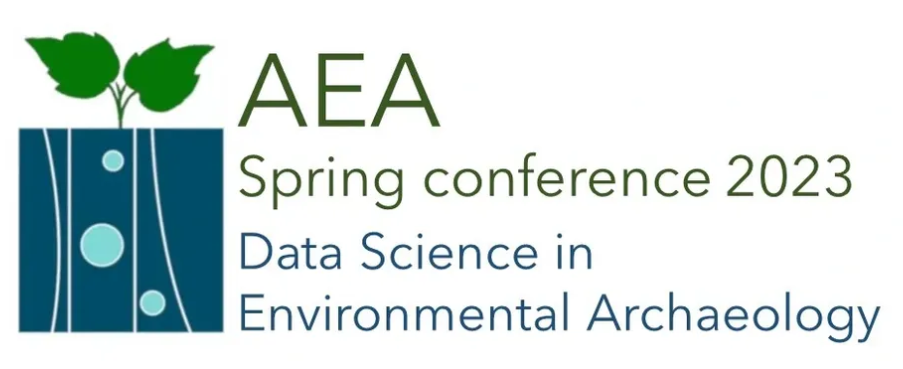 AEA
Spring conference 2023
Data Science in
Environmental Archaeology